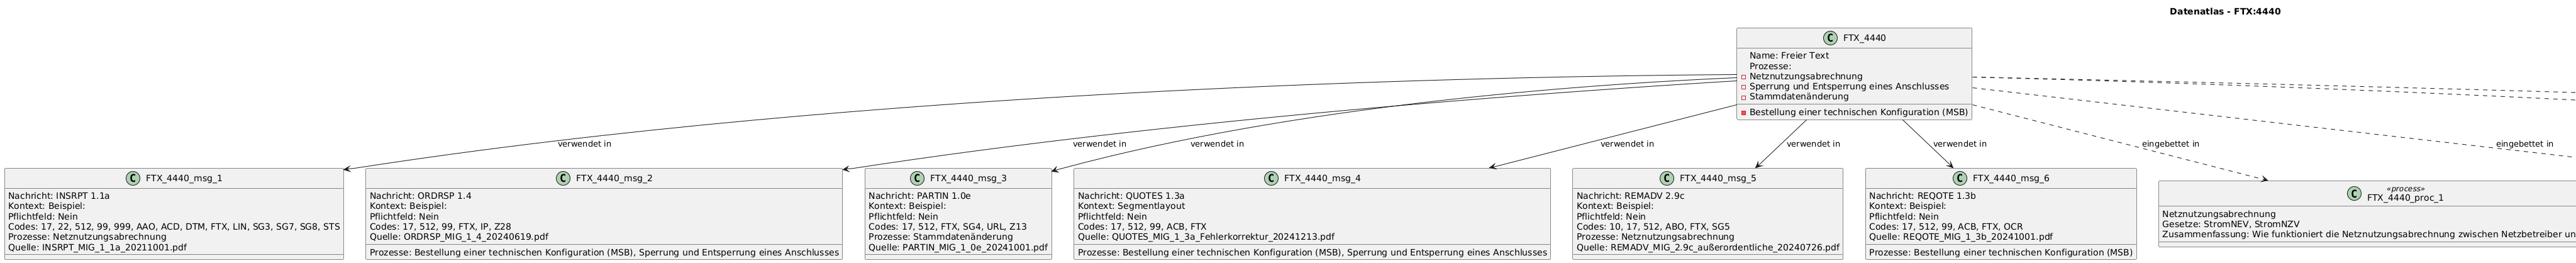 Datenatlas - FTX:4440
C FTX_4440
Name: Freier Text
Prozesse:
Netznutzungsabrechnung
Sperrung und Entsperrung eines Anschlusses
Stammdatenänderung
Bestellung einer technischen Konfiguration (MSB)
verwendet in
verwendet in
verwendet in
verwendet in
verwendet in
verwendet in
eingebettet in
eingebettet in
C FTX_4440_msg_1
Nachricht: INSRPT 1.1a
Kontext: Beispiel:
Pflichtfeld: Nein
Codes: 17, 22, 512, 99, 999, AAO, ACD, DTM, FTX, LIN, SG3, SG7, SG8, STS
Prozesse: Netznutzungsabrechnung
Quelle: INSRPT_MIG_1_1a_20211001.pdf
C FTX_4440_msg_2
Nachricht: ORDRSP 1.4
Kontext: Beispiel:
Pflichtfeld: Nein
Codes: 17, 512, 99, FTX, IP, Z28
Quelle: ORDRSP_MIG_1_4_20240619.pdf
Prozesse: Bestellung einer technischen Konfiguration (MSB), Sperrung und Entsperrung eines Anschlusses
C FTX_4440_msg_3
Nachricht: PARTIN 1.0e
Kontext: Beispiel:
Pflichtfeld: Nein
Codes: 17, 512, FTX, SG4, URL, Z13
Prozesse: Stammdatenänderung
Quelle: PARTIN_MIG_1_0e_20241001.pdf
C FTX_4440_msg_4
Nachricht: QUOTES 1.3a
Kontext: Segmentlayout
Pflichtfeld: Nein
Codes: 17, 512, 99, ACB, FTX
Quelle: QUOTES_MIG_1_3a_Fehlerkorrektur_20241213.pdf
Prozesse: Bestellung einer technischen Konfiguration (MSB), Sperrung und Entsperrung eines Anschlusses
C FTX_4440_msg_5
Nachricht: REMADV 2.9c
Kontext: Beispiel:
Pflichtfeld: Nein
Codes: 10, 17, 512, ABO, FTX, SG5
Prozesse: Netznutzungsabrechnung
Quelle: REMADV_MIG_2.9c_außerordentliche_20240726.pdf
C FTX_4440_msg_6
Nachricht: REQOTE 1.3b
Kontext: Beispiel:
Pflichtfeld: Nein
Codes: 17, 512, 99, ACB, FTX, OCR
Quelle: REQOTE_MIG_1_3b_20241001.pdf
Prozesse: Bestellung einer technischen Konfiguration (MSB)
C «process»
FTX_4440_proc_1
Netznutzungsabrechnung
Gesetze: StromNEV, StromNZV
Zusammenfassung: Wie funktioniert die Netznutzungsabrechnung zwischen Netzbetreiber un